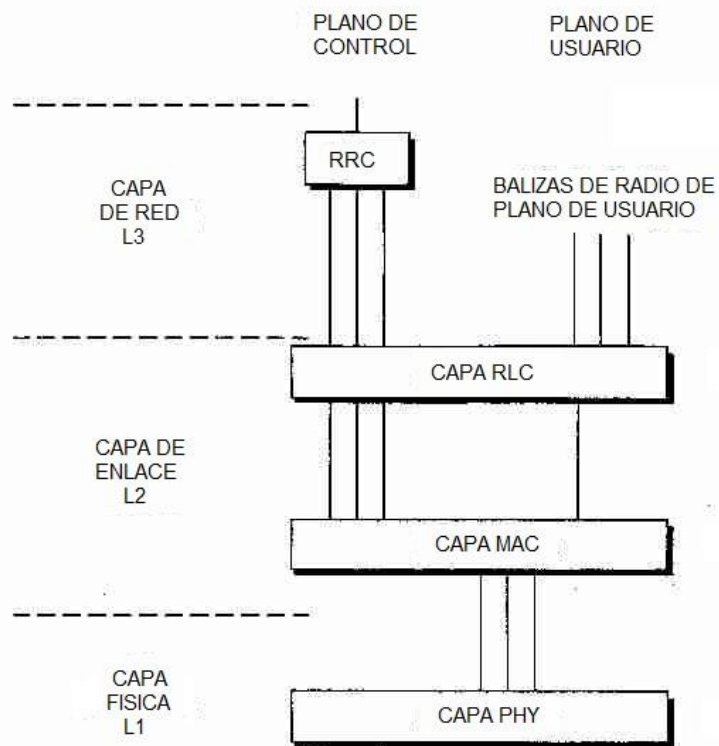 PLANO DE
CONTROL
PLANO DE
USUARIO
RRC
CAPA
DE RED
L3
BALIZAS DE RADIO DE
PLANO DE USUARIO
CAPA RLC
CAPA DE
ENLACE
L2
CAPA MAC
CAPA
FISICA
L1
CAPA PHY